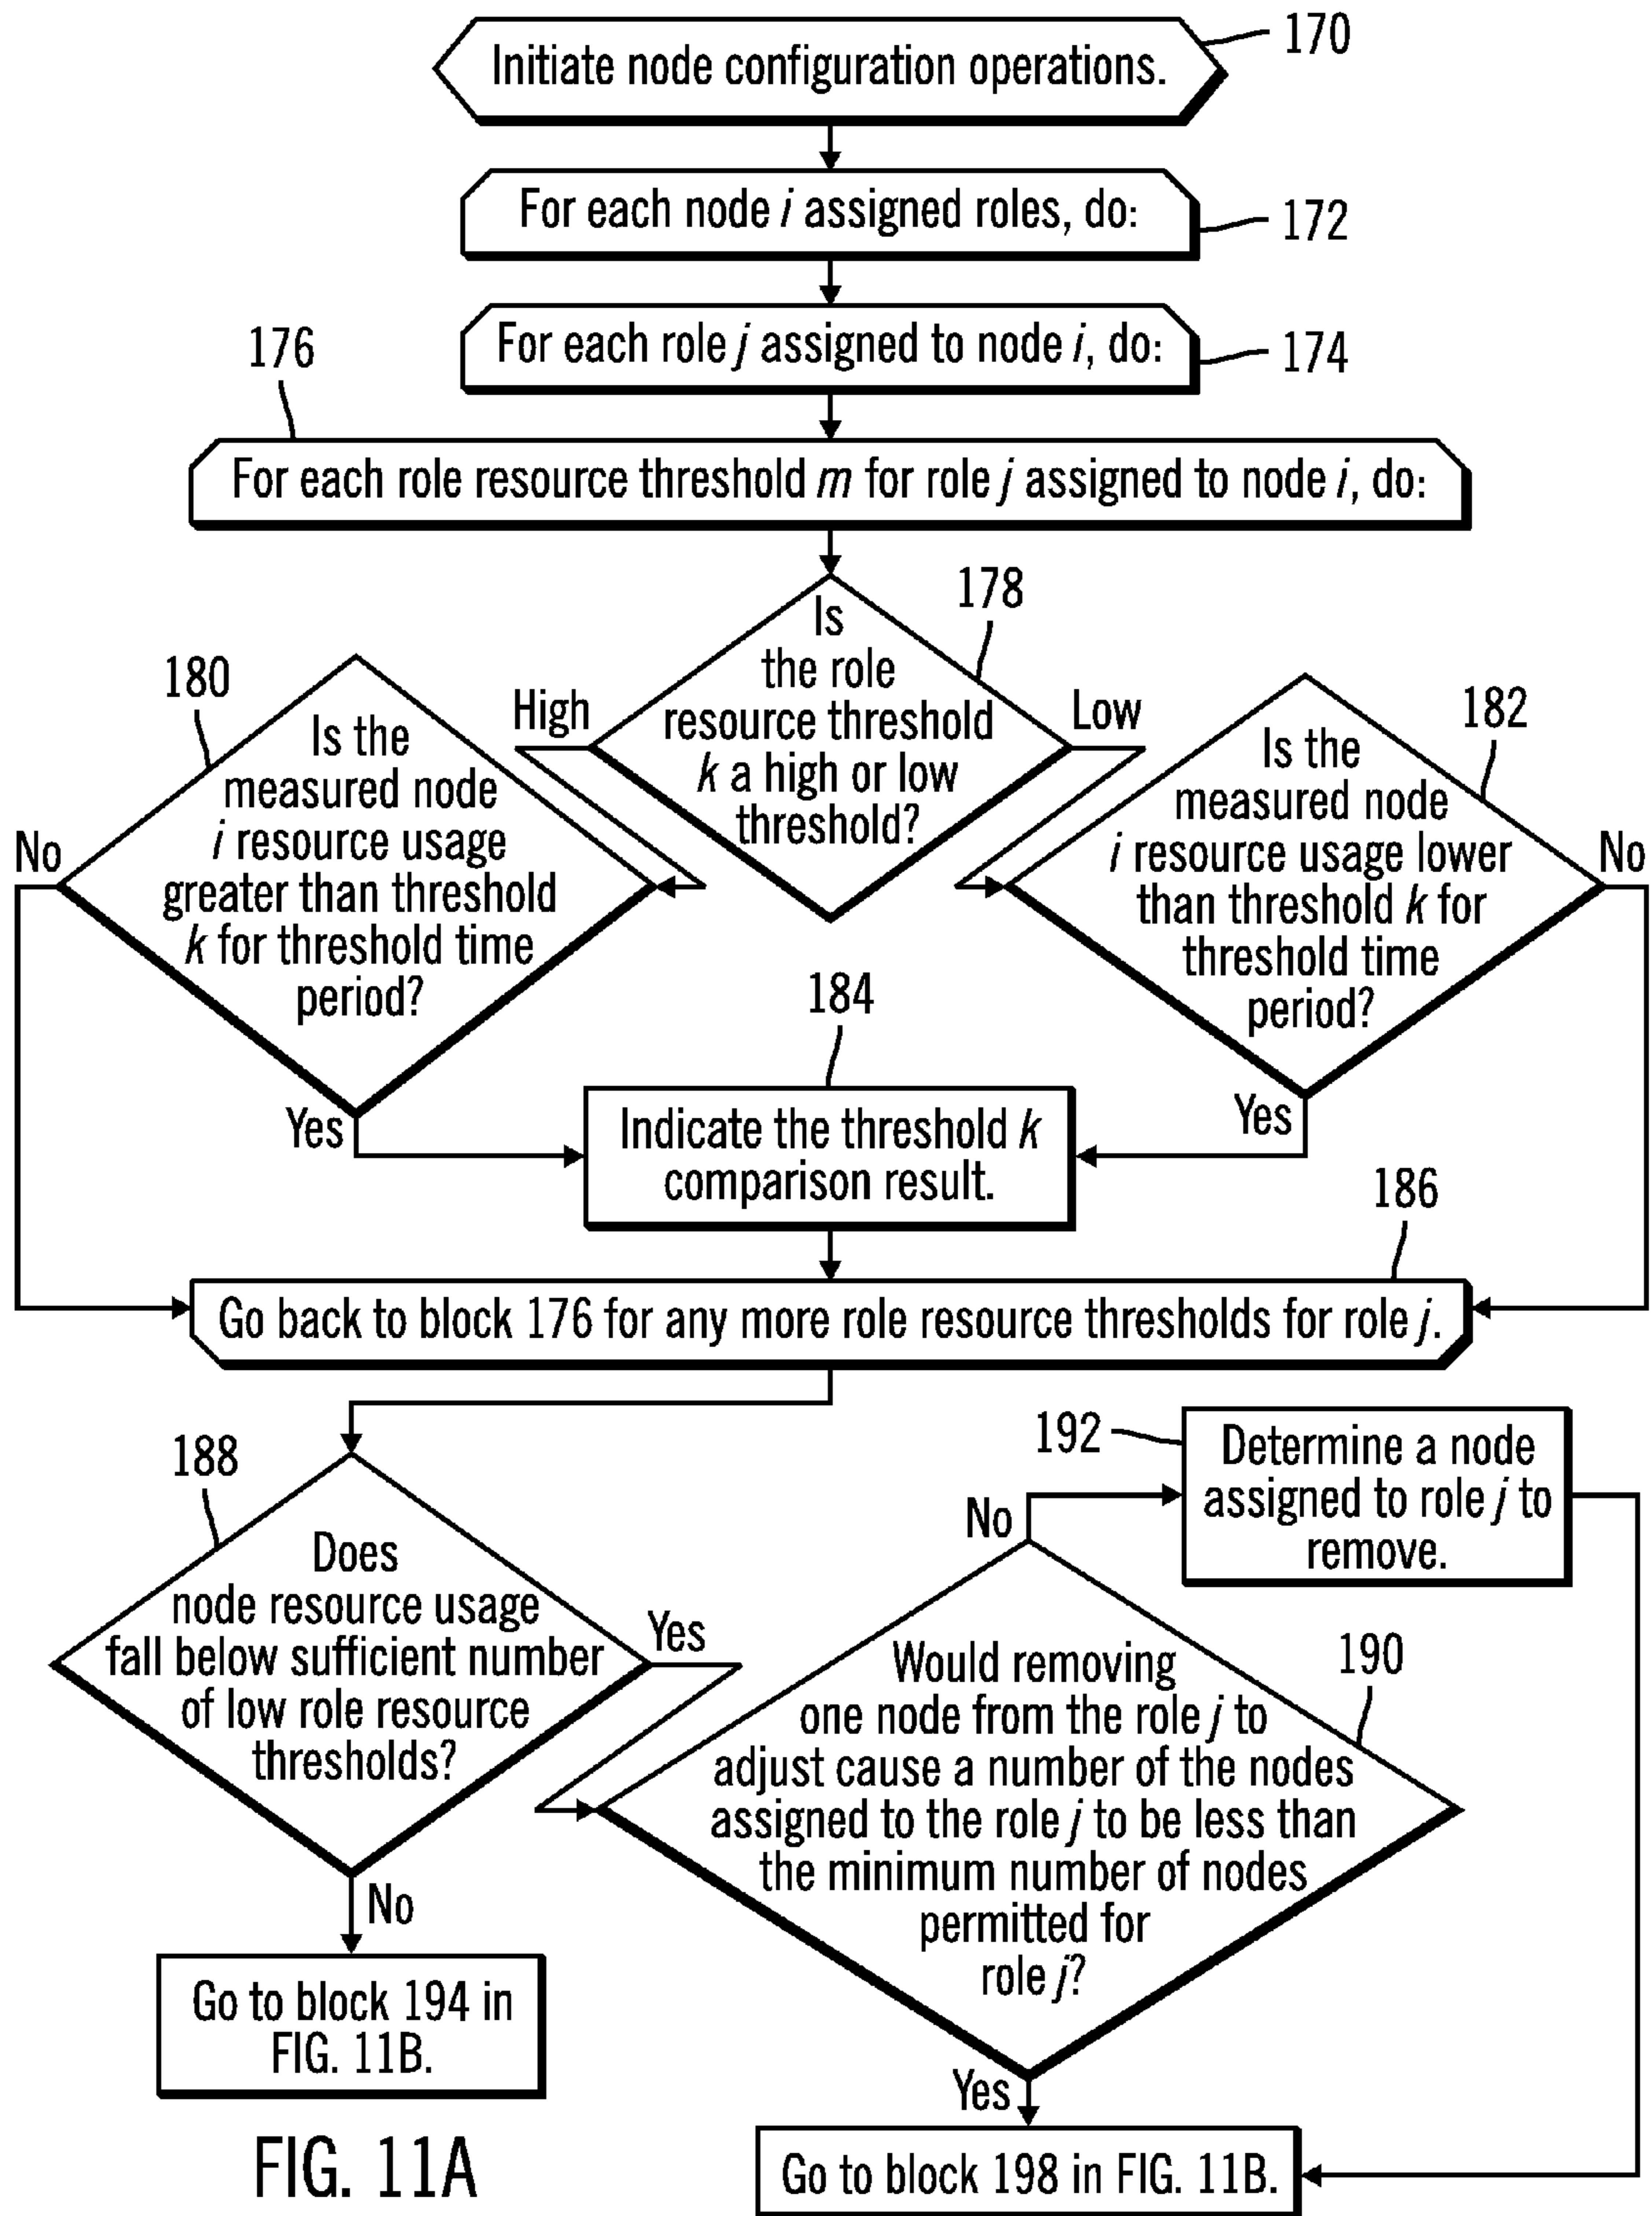 170
Initiate node configuration operations.
For each node i assigned roles, do:
172
For each role j assigned to node i, do:
174
176
For each role resource threshold m for role j assigned to node i, do:
178
Is
the role
resource threshold
k a high or low
threshold?
High
Low
180
Is the
measured node
i resource usage
greater than threshold
k for threshold time
period?
No
Yes
182
Is the
measured node
i resource usage lower
than threshold k for
threshold time
period?
No
Yes
184
Indicate the threshold k
comparison result.
186
Go back to block 176 for any more role resource thresholds for role j.
188
Does
node resource usage
fall below sufficient number
of low role resource
thresholds?
Yes
No
Go to block 194 in
FIG. 11B.
192
Determine a node
assigned to role j to
remove.
No
190
Would removing
one node from the role j to
adjust cause a number of the nodes
assigned to the role j to be less than
the minimum number of nodes
permitted for
role j?
Yes
Go to block 198 in FIG. 11B.
FIG. 11A